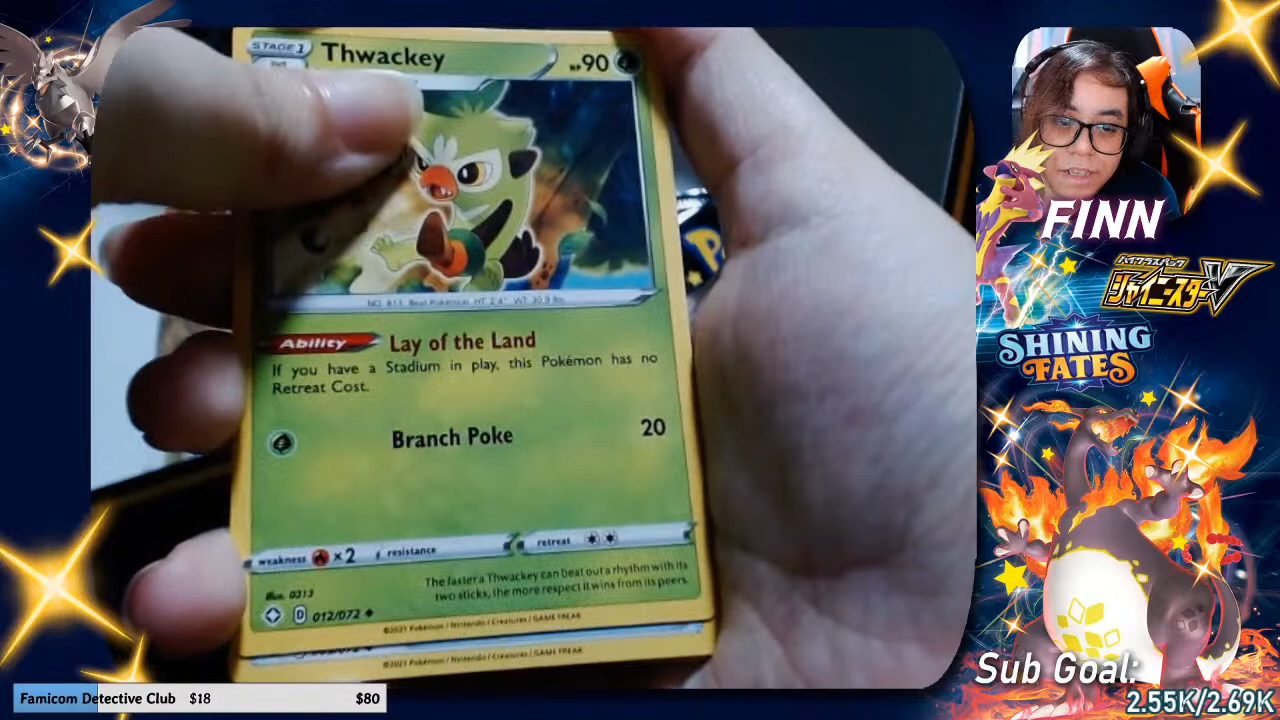 STAGE 1
Thwackey
HP 90
NO. 811
HT: 2'4" WT: 30.9 lbs.
Ability Lay of the Land
If you have a Stadium in play, this Pokémon has no
Retreat Cost.
Branch Poke 20
weakness ×2 resistance retreat
The faster a Thwackey can beat out a rhythm with its
two sticks, the more respect it wins from its peers.
Illus. 0313
D 012/072
©2021 Pokémon / Nintendo / Creatures / GAME FREAK
©2021 Pokémon / Nintendo / Creatures / GAME FREAK
FINN
ハイクラスパック
シャイニースターV
SHINING
FATES
Sub Goal:
2.55K/2.69K
Famicom Detective Club $18 $80